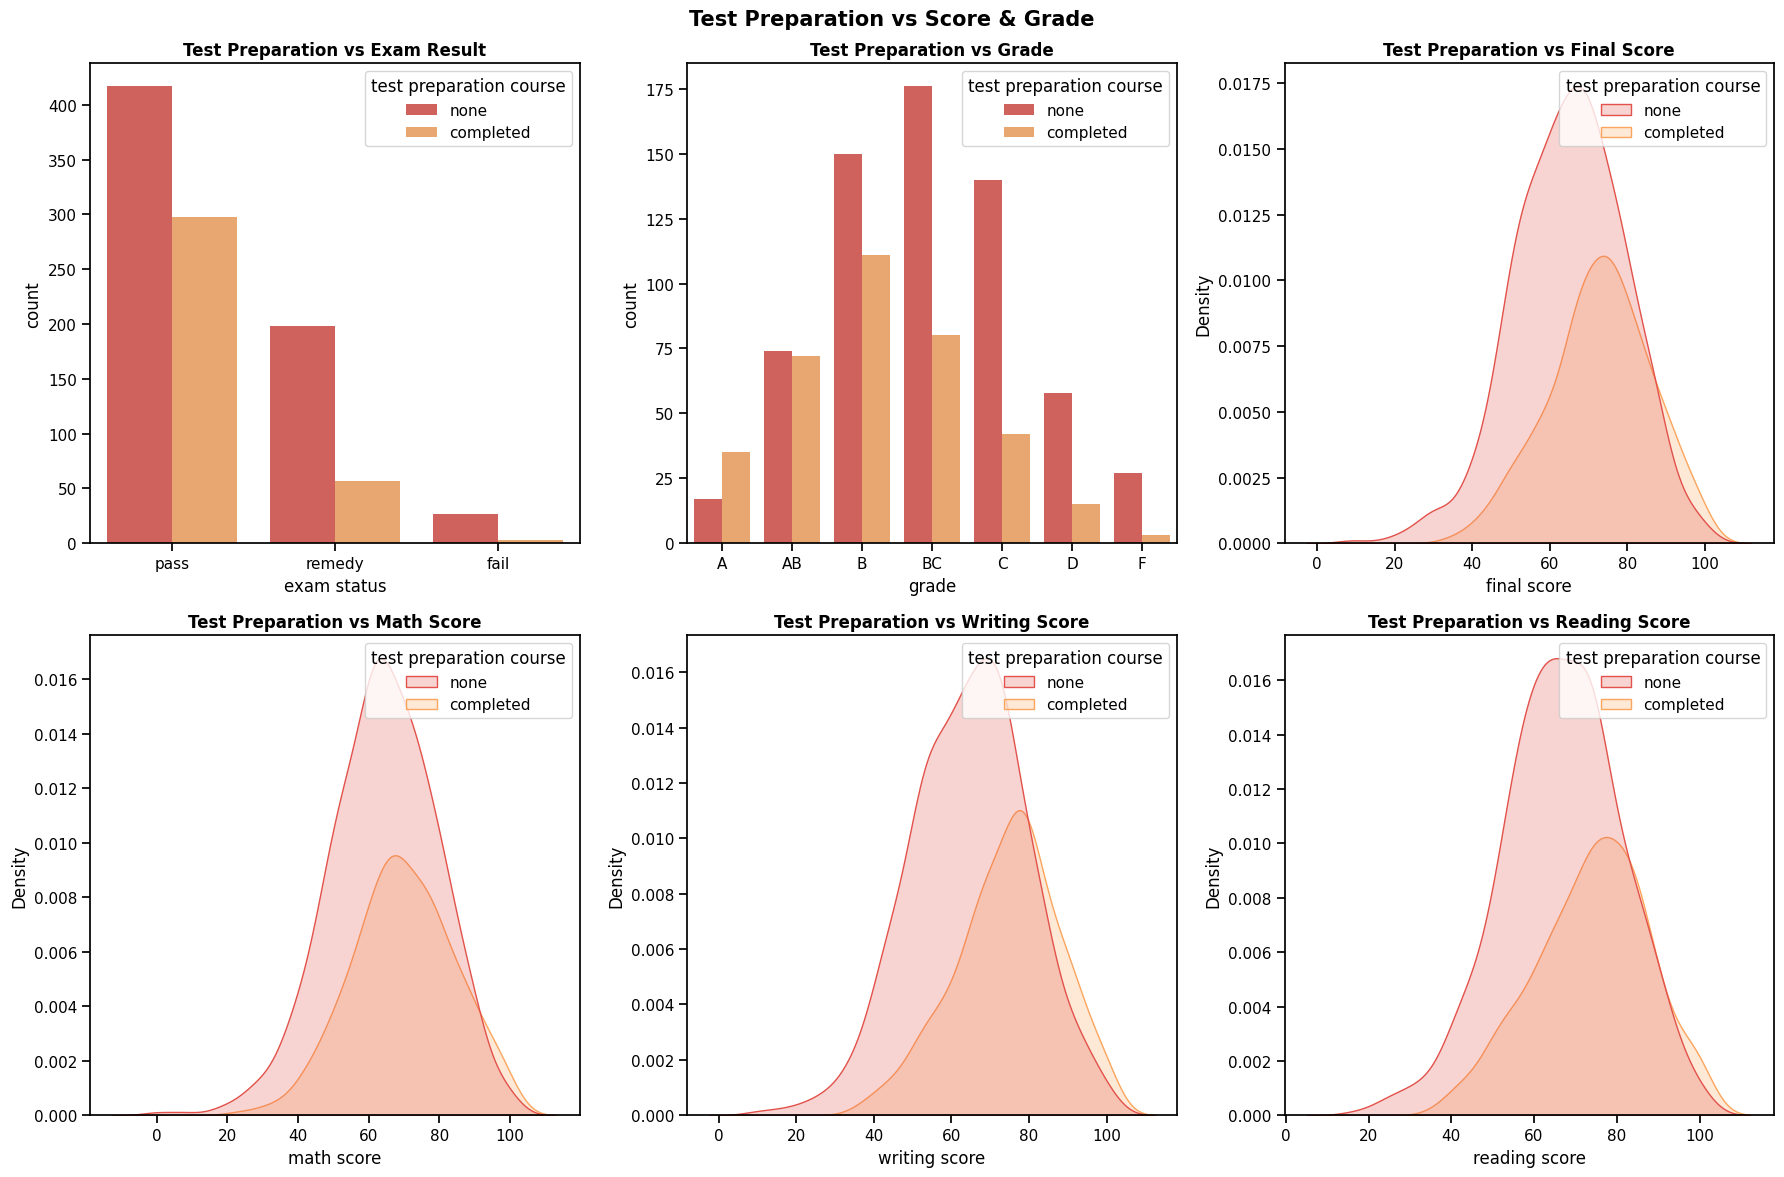 Test Preparation vs Score & Grade
Test Preparation vs Exam Result
test preparation course
none
completed
400
350
300
250
200
150
100
50
0
count
pass remedy fail
exam status
Test Preparation vs Grade
test preparation course
none
completed
175
150
125
100
75
50
25
0
count
A AB B BC C D F
grade
Test Preparation vs Final Score
test preparation course
none
completed
0.0175
0.0150
0.0125
0.0100
0.0075
0.0050
0.0025
0.0000
Density
0 20 40 60 80 100
final score
Test Preparation vs Math Score
test preparation course
none
completed
0.016
0.014
0.012
0.010
0.008
0.006
0.004
0.002
0.000
Density
0 20 40 60 80 100
math score
Test Preparation vs Writing Score
test preparation course
none
completed
0.016
0.014
0.012
0.010
0.008
0.006
0.004
0.002
0.000
Density
0 20 40 60 80 100
writing score
Test Preparation vs Reading Score
test preparation course
none
completed
0.016
0.014
0.012
0.010
0.008
0.006
0.004
0.002
0.000
Density
0 20 40 60 80 100
reading score